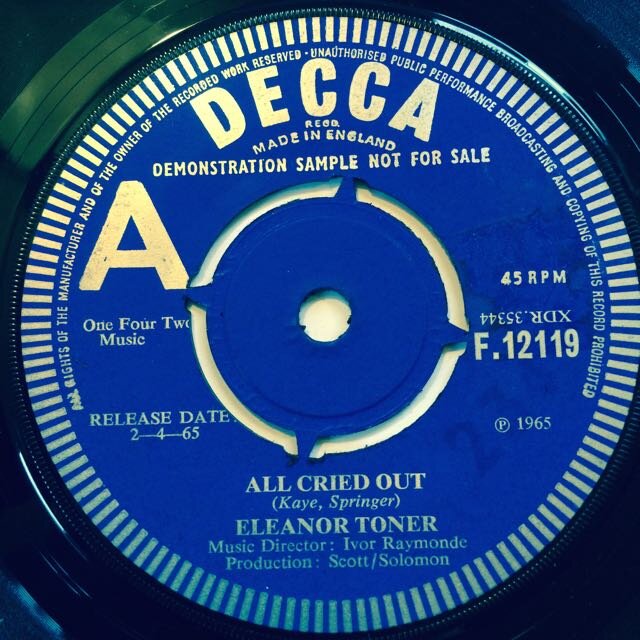 ALL RIGHTS OF THE MANUFACTURER AND OF THE OWNER OF THE RECORDED WORK RESERVED · UNAUTHORISED PUBLIC PERFORMANCE BROADCASTING AND COPYING OF THIS RECORD PROHIBITED
DECCA
REGD.
MADE IN ENGLAND
DEMONSTRATION SAMPLE NOT FOR SALE
A
45 RPM
One Four Two
Music
XDR.35344
F.12119
RELEASE DATE:
2–4–65
℗ 1965
ALL CRIED OUT
(Kaye, Springer)
ELEANOR TONER
Music Director: Ivor Raymonde
Production: Scott/Solomon